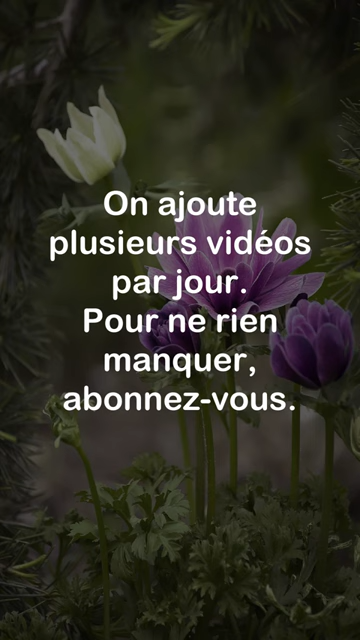 On ajoute
plusieurs vidéos
par jour.
Pour ne rien
manquer,
abonnez-vous.